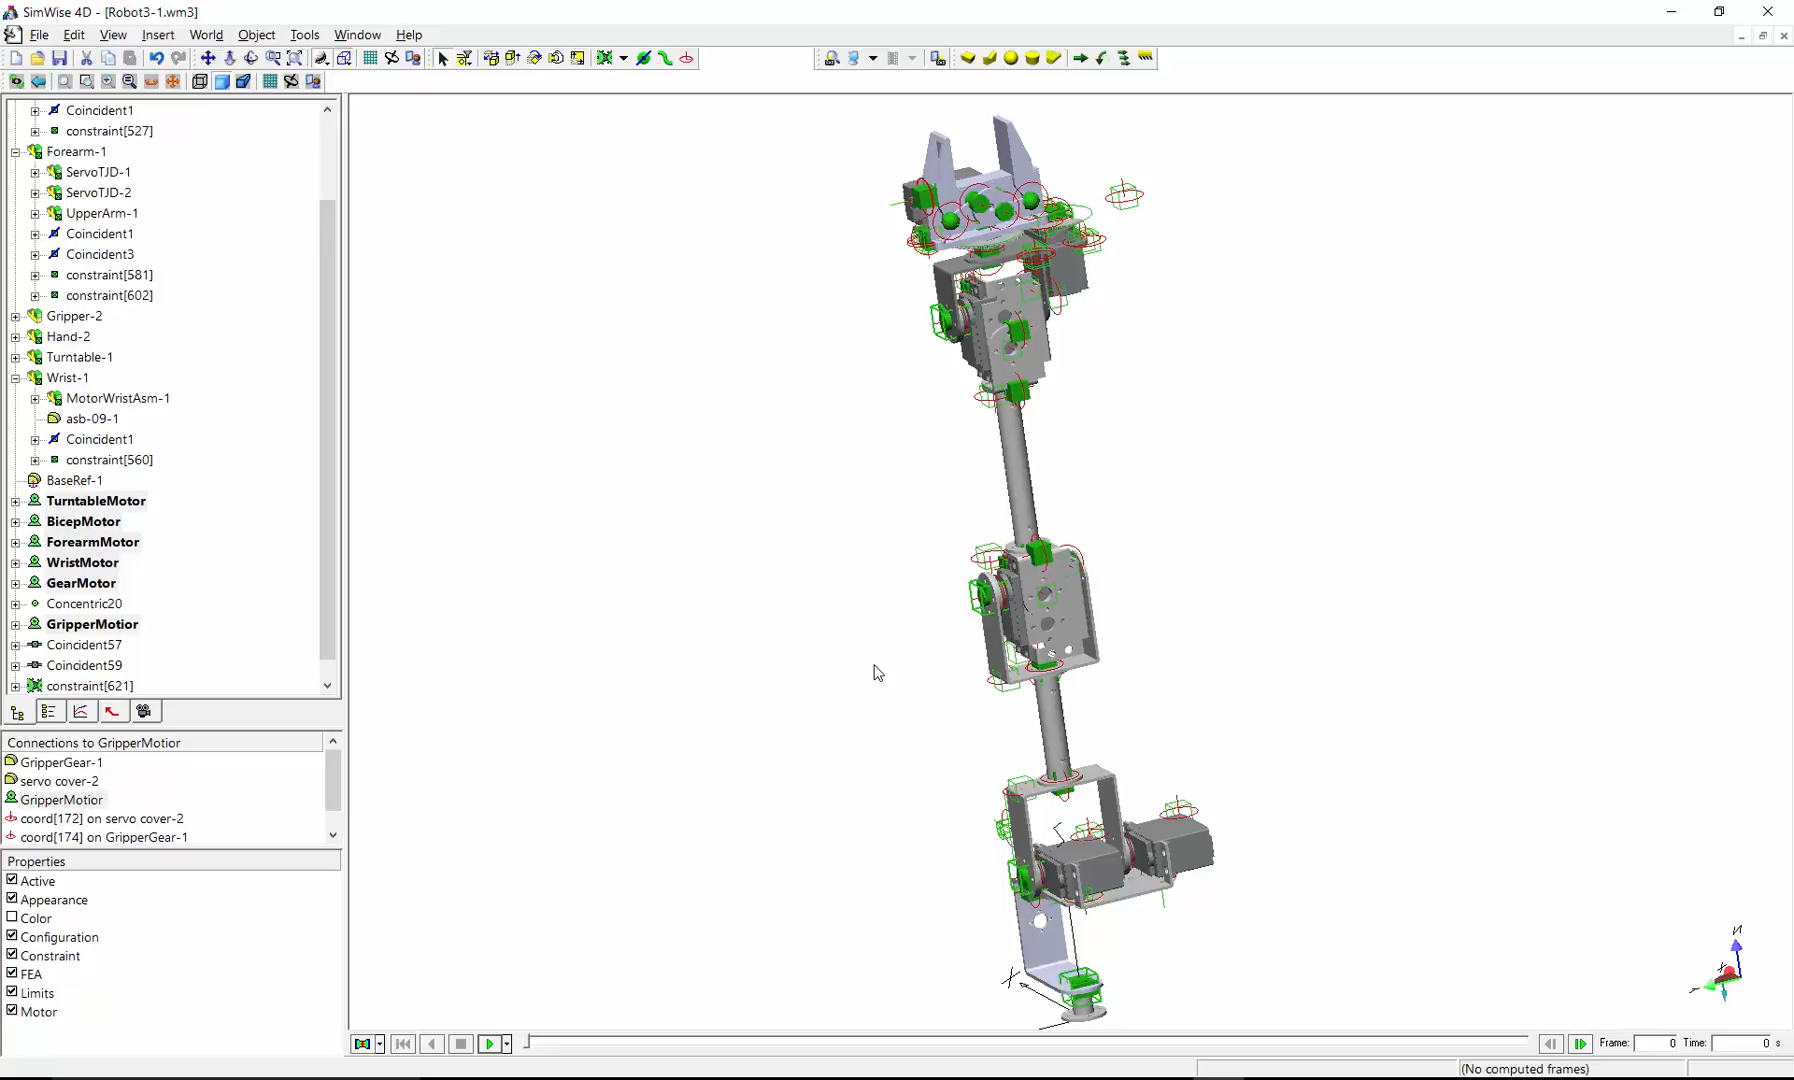 SimWise 4D - [Robot3-1.wm3]
File Edit View Insert World Object Tools Window Help
Coincident1
constraint[527]
Forearm-1
ServoTJD-1
ServoTJD-2
UpperArm-1
Coincident1
Coincident3
constraint[581]
constraint[602]
Gripper-2
Hand-2
Turntable-1
Wrist-1
MotorWristAsm-1
asb-09-1
Coincident1
constraint[560]
BaseRef-1
TurntableMotor
BicepMotor
ForearmMotor
WristMotor
GearMotor
Concentric20
GripperMotior
Coincident57
Coincident59
constraint[621]
Connections to GripperMotior
GripperGear-1
servo cover-2
GripperMotior
coord[172] on servo cover-2
coord[174] on GripperGear-1
Properties
Active
Appearance
Color
Configuration
Constraint
FEA
Limits
Motor
X
Frame: 0 Time: 0 s
(No computed frames)